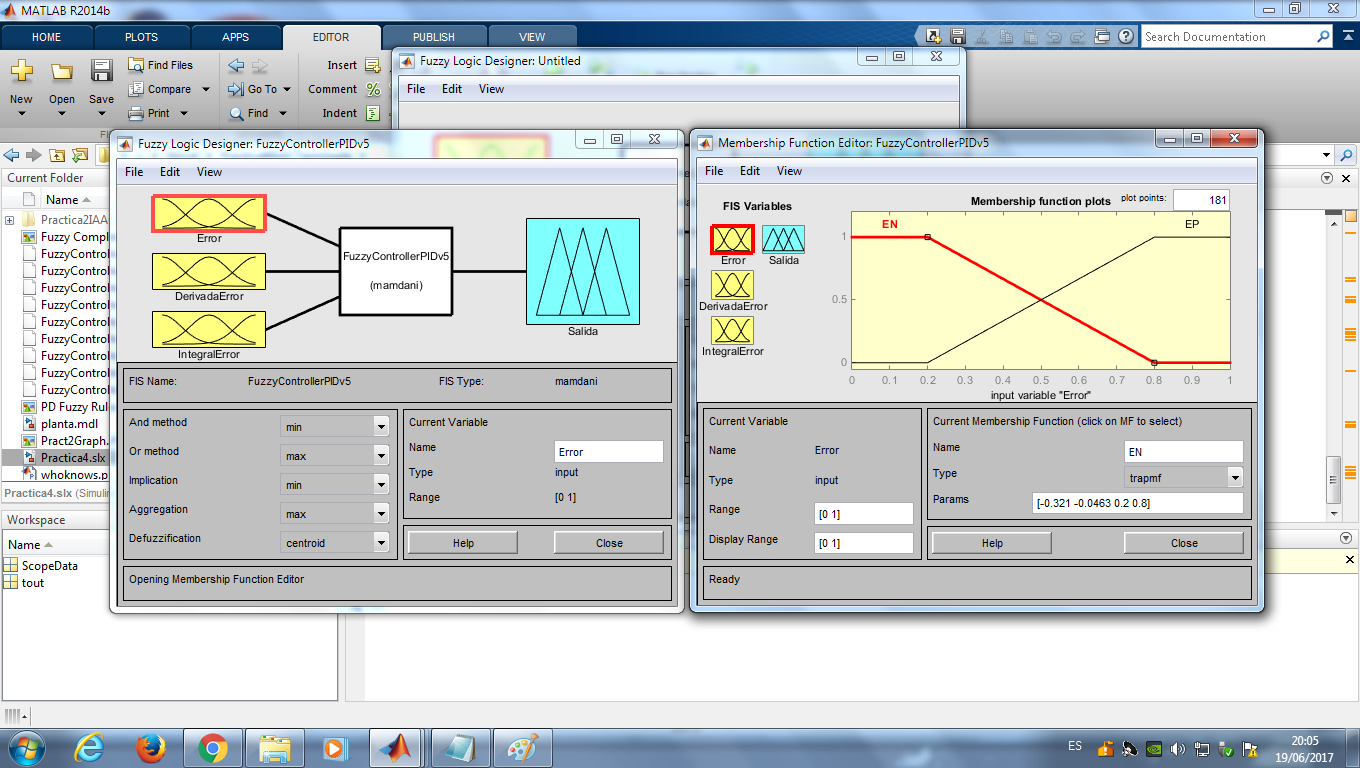 MATLAB R2014b
HOME PLOTS APPS EDITOR PUBLISH VIEW
Search Documentation
New Open Save
Find Files
Compare
Print
Go To
Find
Insert
Comment
Indent
Fuzzy Logic Designer: Untitled
File Edit View
Current Folder
Name
Practica2IAA
Fuzzy Compl
FuzzyControl
FuzzyControl
FuzzyControl
FuzzyControl
FuzzyControl
FuzzyControl
FuzzyControl
FuzzyControl
FuzzyControl
PD Fuzzy Rul
planta.mdl
Pract2Graph.
Practica4.slx
whoknows.p
Practica4.slx (Simulin
Workspace
Name
ScopeData
tout
Fuzzy Logic Designer: FuzzyControllerPIDv5
File Edit View
Error
DerivadaError
IntegralError
FuzzyControllerPIDv5
(mamdani)
Salida
FIS Name: FuzzyControllerPIDv5 FIS Type: mamdani
And method min
Or method max
Implication min
Aggregation max
Defuzzification centroid
Current Variable
Name Error
Type input
Range [0 1]
Help Close
Opening Membership Function Editor
Membership Function Editor: FuzzyControllerPIDv5
File Edit View
FIS Variables
Error Salida
DerivadaError
IntegralError
Membership function plots plot points: 181
EN EP
1
0.5
0
0 0.1 0.2 0.3 0.4 0.5 0.6 0.7 0.8 0.9 1
input variable "Error"
Current Variable
Name Error
Type input
Range [0 1]
Display Range [0 1]
Current Membership Function (click on MF to select)
Name EN
Type trapmf
Params [-0.321 -0.0463 0.2 0.8]
Help Close
Ready
ES
20:05
19/06/2017